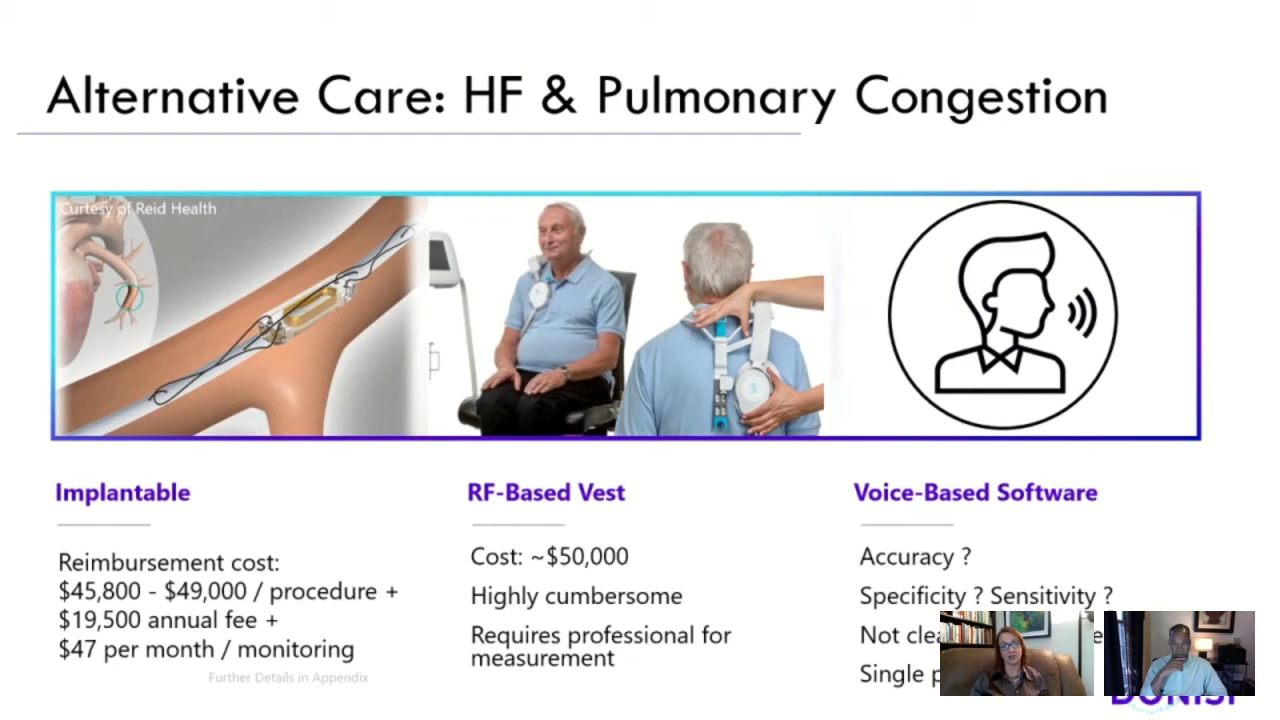 Alternative Care: HF & Pulmonary Congestion
Curtesy of Reid Health
Implantable
Reimbursement cost:
$45,800 - $49,000 / procedure +
$19,500 annual fee +
$47 per month / monitoring
Further Details in Appendix
RF-Based Vest
Cost: ~$50,000
Highly cumbersome
Requires professional for
measurement
Voice-Based Software
Accuracy ?
Specificity ? Sensitivity ?
Not
Single